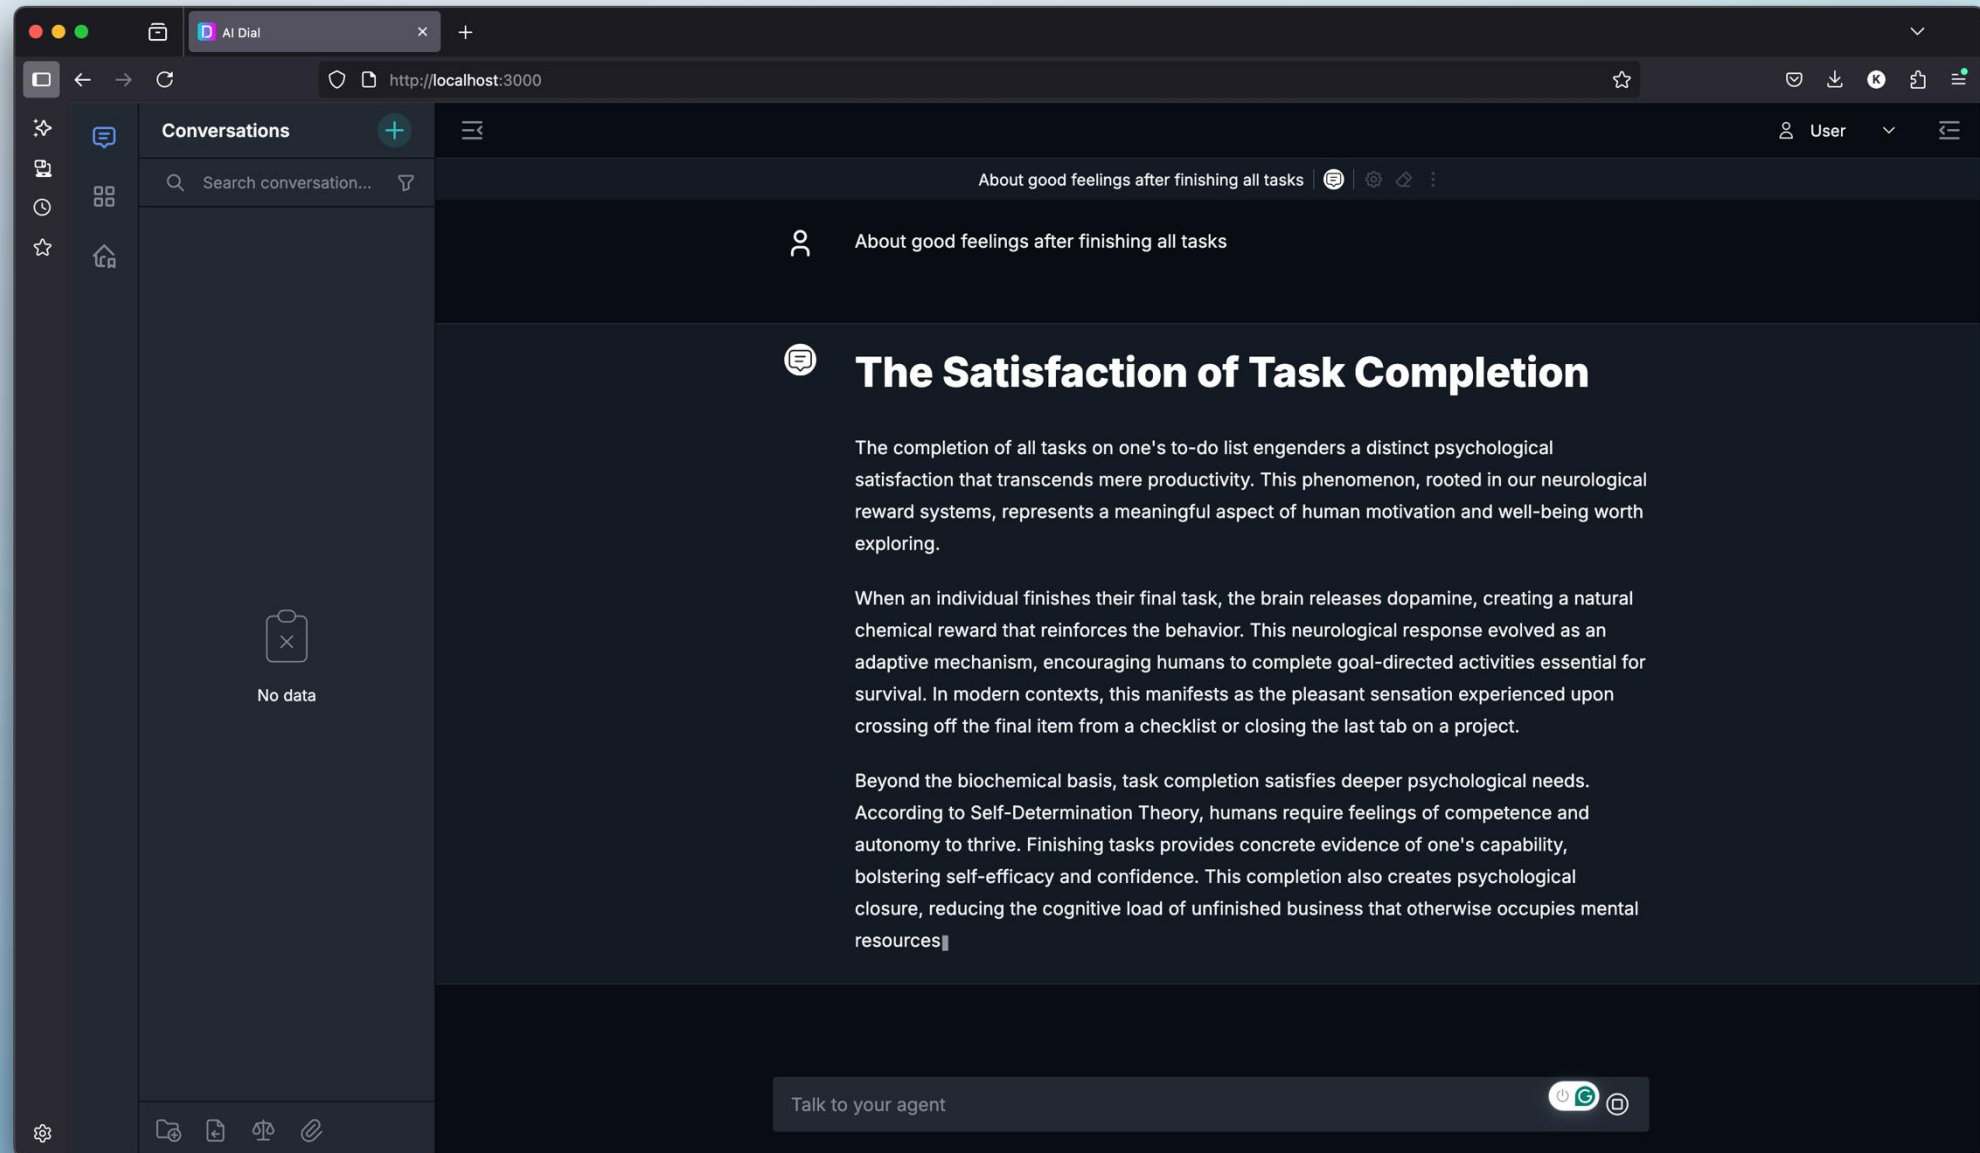 AI Dial
http://localhost:3000
K
Conversations
Search conversation...
No data
User
About good feelings after finishing all tasks
About good feelings after finishing all tasks
The Satisfaction of Task Completion
The completion of all tasks on one's to-do list engenders a distinct psychological
satisfaction that transcends mere productivity. This phenomenon, rooted in our neurological
reward systems, represents a meaningful aspect of human motivation and well-being worth
exploring.
When an individual finishes their final task, the brain releases dopamine, creating a natural
chemical reward that reinforces the behavior. This neurological response evolved as an
adaptive mechanism, encouraging humans to complete goal-directed activities essential for
survival. In modern contexts, this manifests as the pleasant sensation experienced upon
crossing off the final item from a checklist or closing the last tab on a project.
Beyond the biochemical basis, task completion satisfies deeper psychological needs.
According to Self-Determination Theory, humans require feelings of competence and
autonomy to thrive. Finishing tasks provides concrete evidence of one's capability,
bolstering self-efficacy and confidence. This completion also creates psychological
closure, reducing the cognitive load of unfinished business that otherwise occupies mental
resources
Talk to your agent